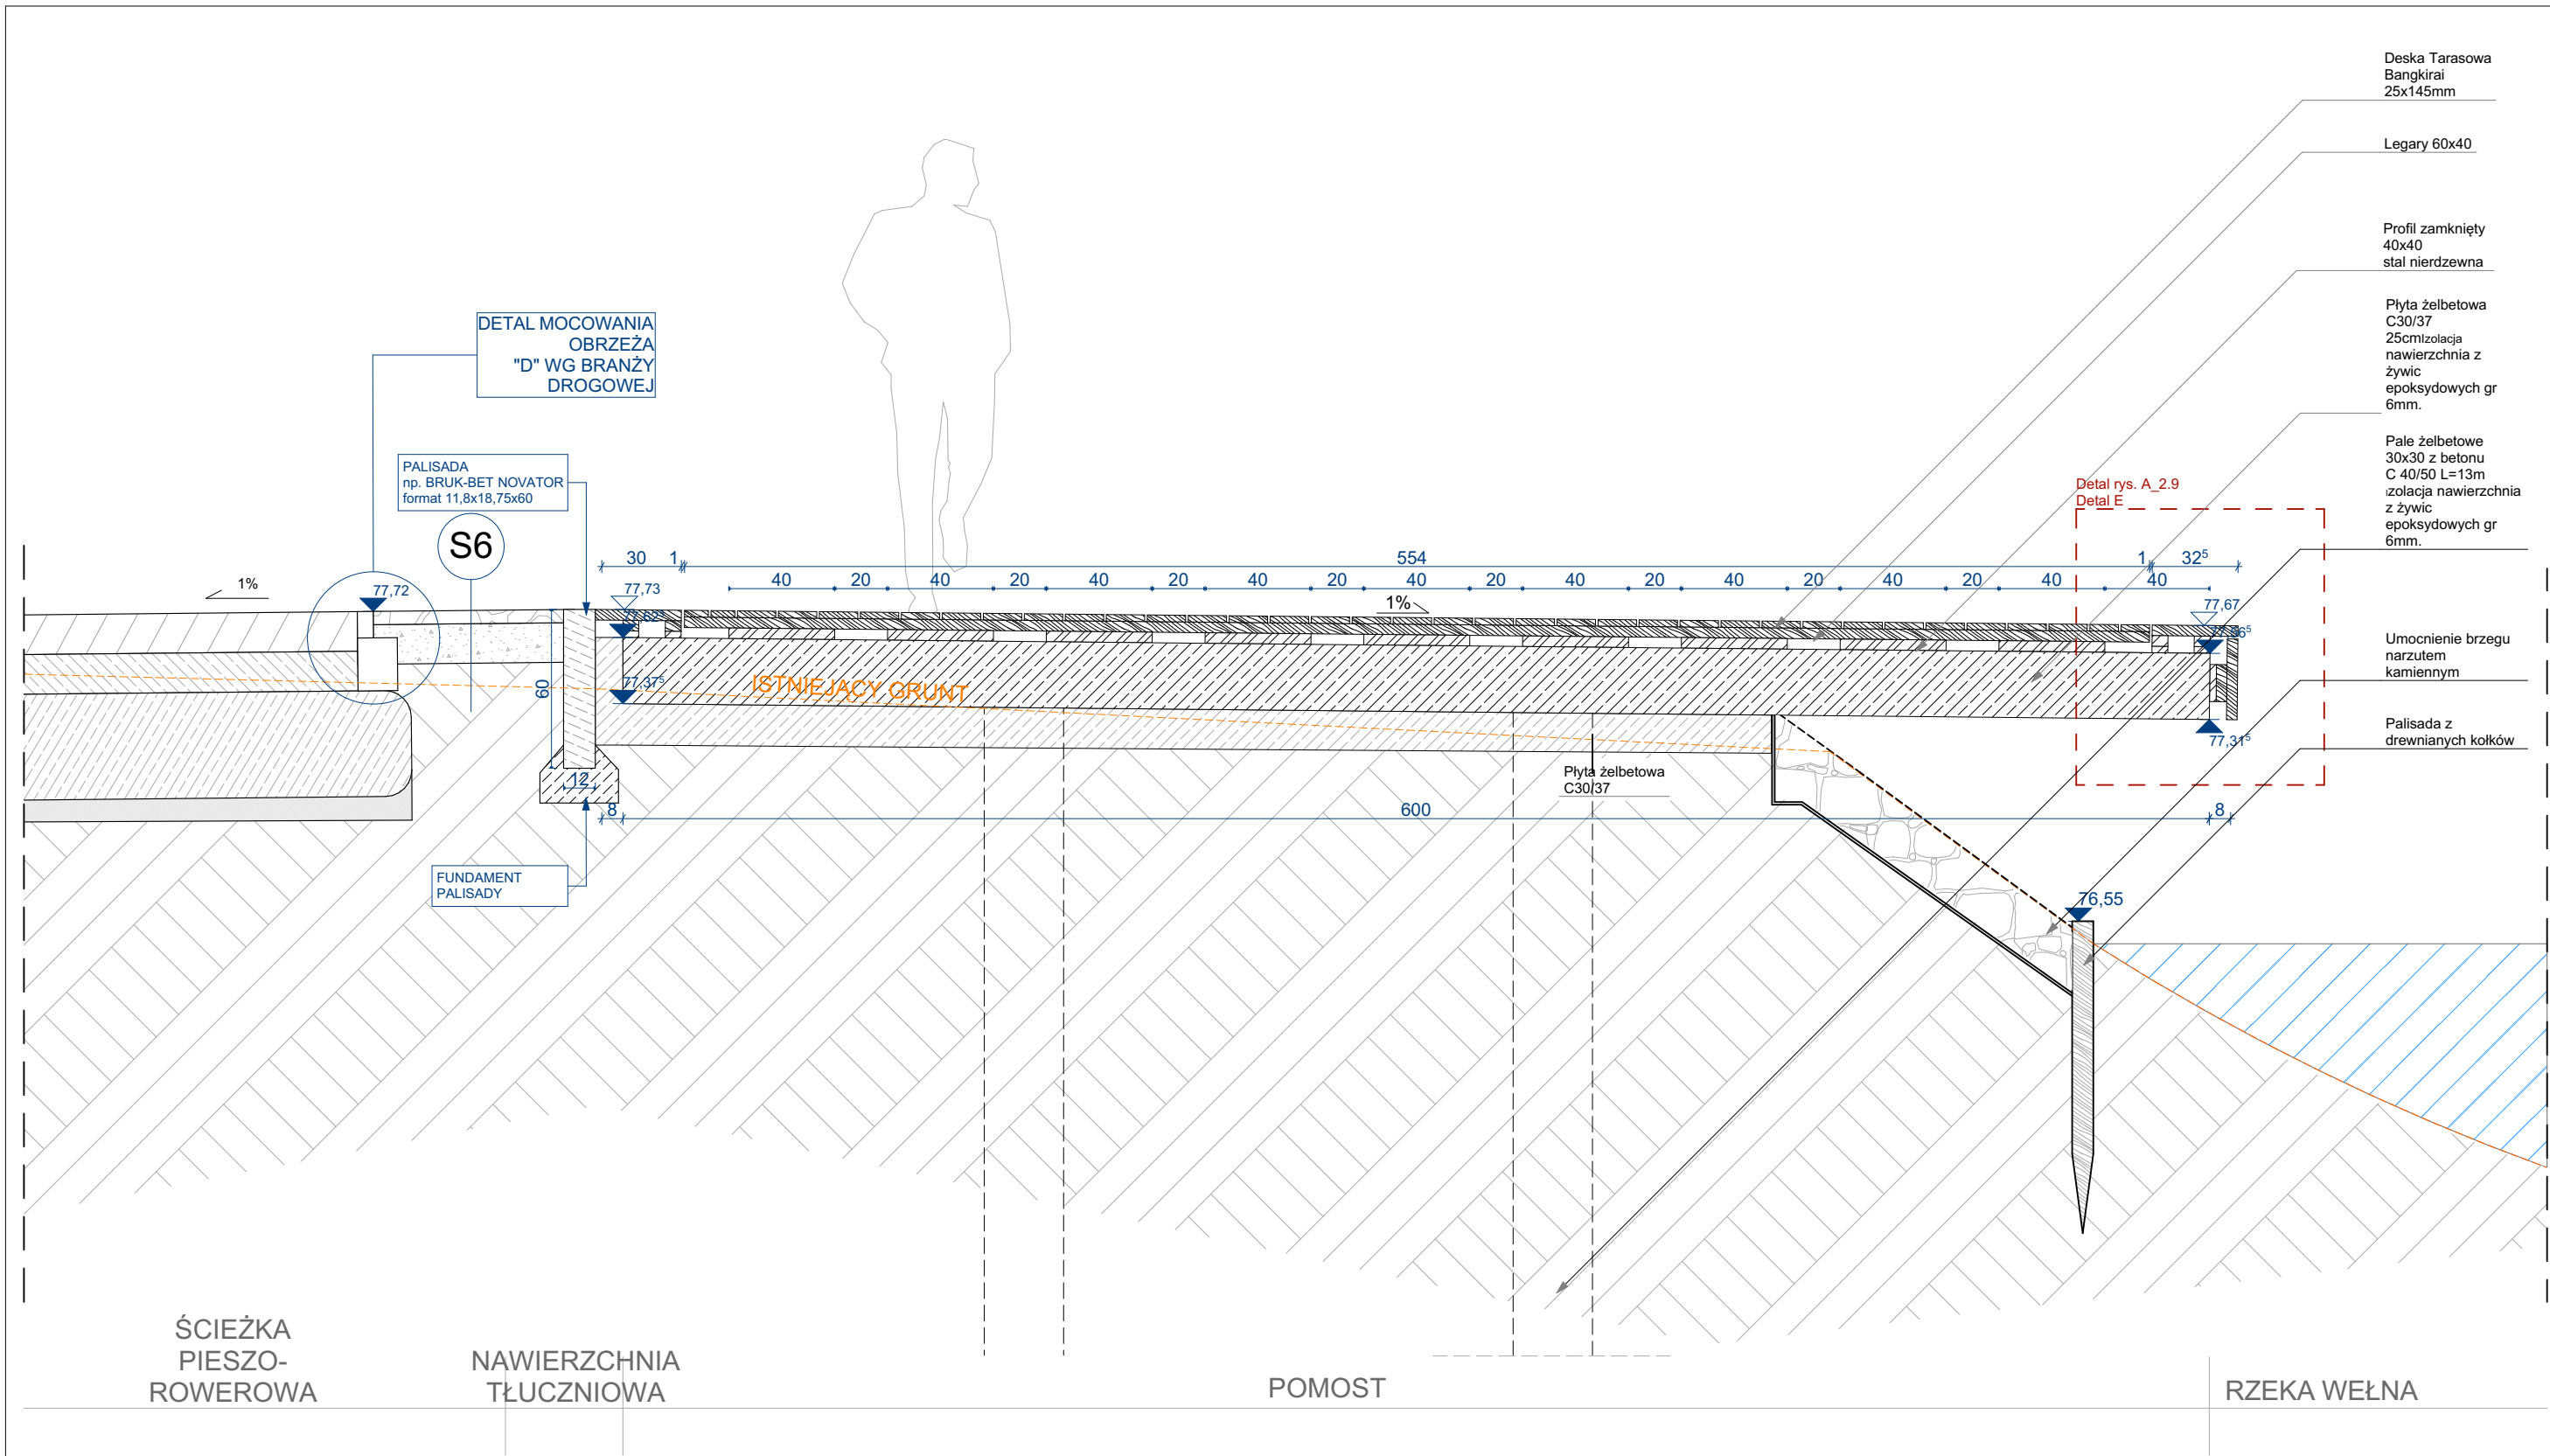 Deska Tarasowa
Bangkirai
25x145mm
Legary 60x40
Profil zamknięty
40x40
stal nierdzewna
Płyta żelbetowa
C30/37
25cmIzolacja
nawierzchnia z
żywic
epoksydowych gr
6mm.
Pale żelbetowe
30x30 z betonu
C 40/50 L=13m
izolacja nawierzchnia
z żywic
epoksydowych gr
6mm.
Umocnienie brzegu
narzutem
kamiennym
Palisada z
drewnianych kołków
DETAL MOCOWANIA
OBRZEŻA
"D" WG BRANŻY
DROGOWEJ
PALISADA
np. BRUK-BET NOVATOR
format 11,8x18,75x60
S6
Detal rys. A_2.9
Detal E
30 1 554 1 32⁵
40 20 40 20 40 20 40 20 40 20 40 20 40 20 40 20 40 40
1%
77,72
77,73
77,62⁵
1%
77,67
77,36⁵
60
77,37⁵
ISTNIEJĄCY GRUNT
77,31⁵
12
Płyta żelbetowa
C30/37
8 600 8
FUNDAMENT
PALISADY
76,55
ŚCIEŻKA
PIESZO-
ROWEROWA
NAWIERZCHNIA
TŁUCZNIOWA
POMOST
RZEKA WEŁNA